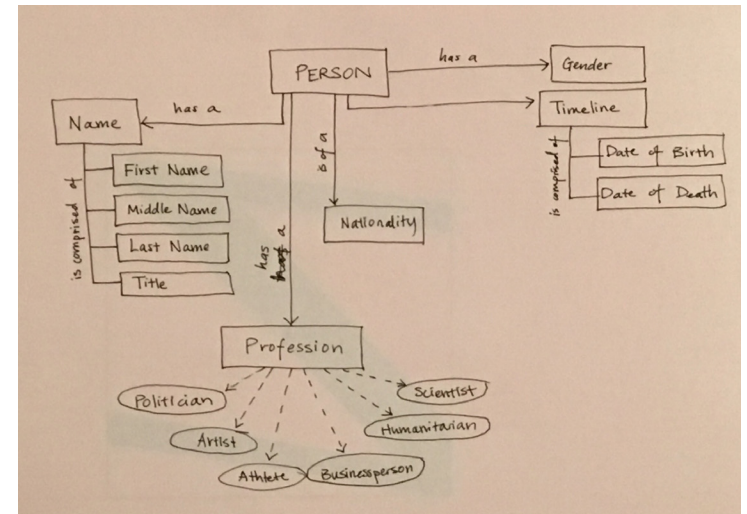 PERSON
has a
Gender
Timeline
is comprised of
Date of Birth
Date of Death
has a
Name
is comprised of
First Name
Middle Name
Last Name
Title
is of a
Nationality
has a
Profession
Politician
Artist
Athlete
Businessperson
Humanitarian
Scientist